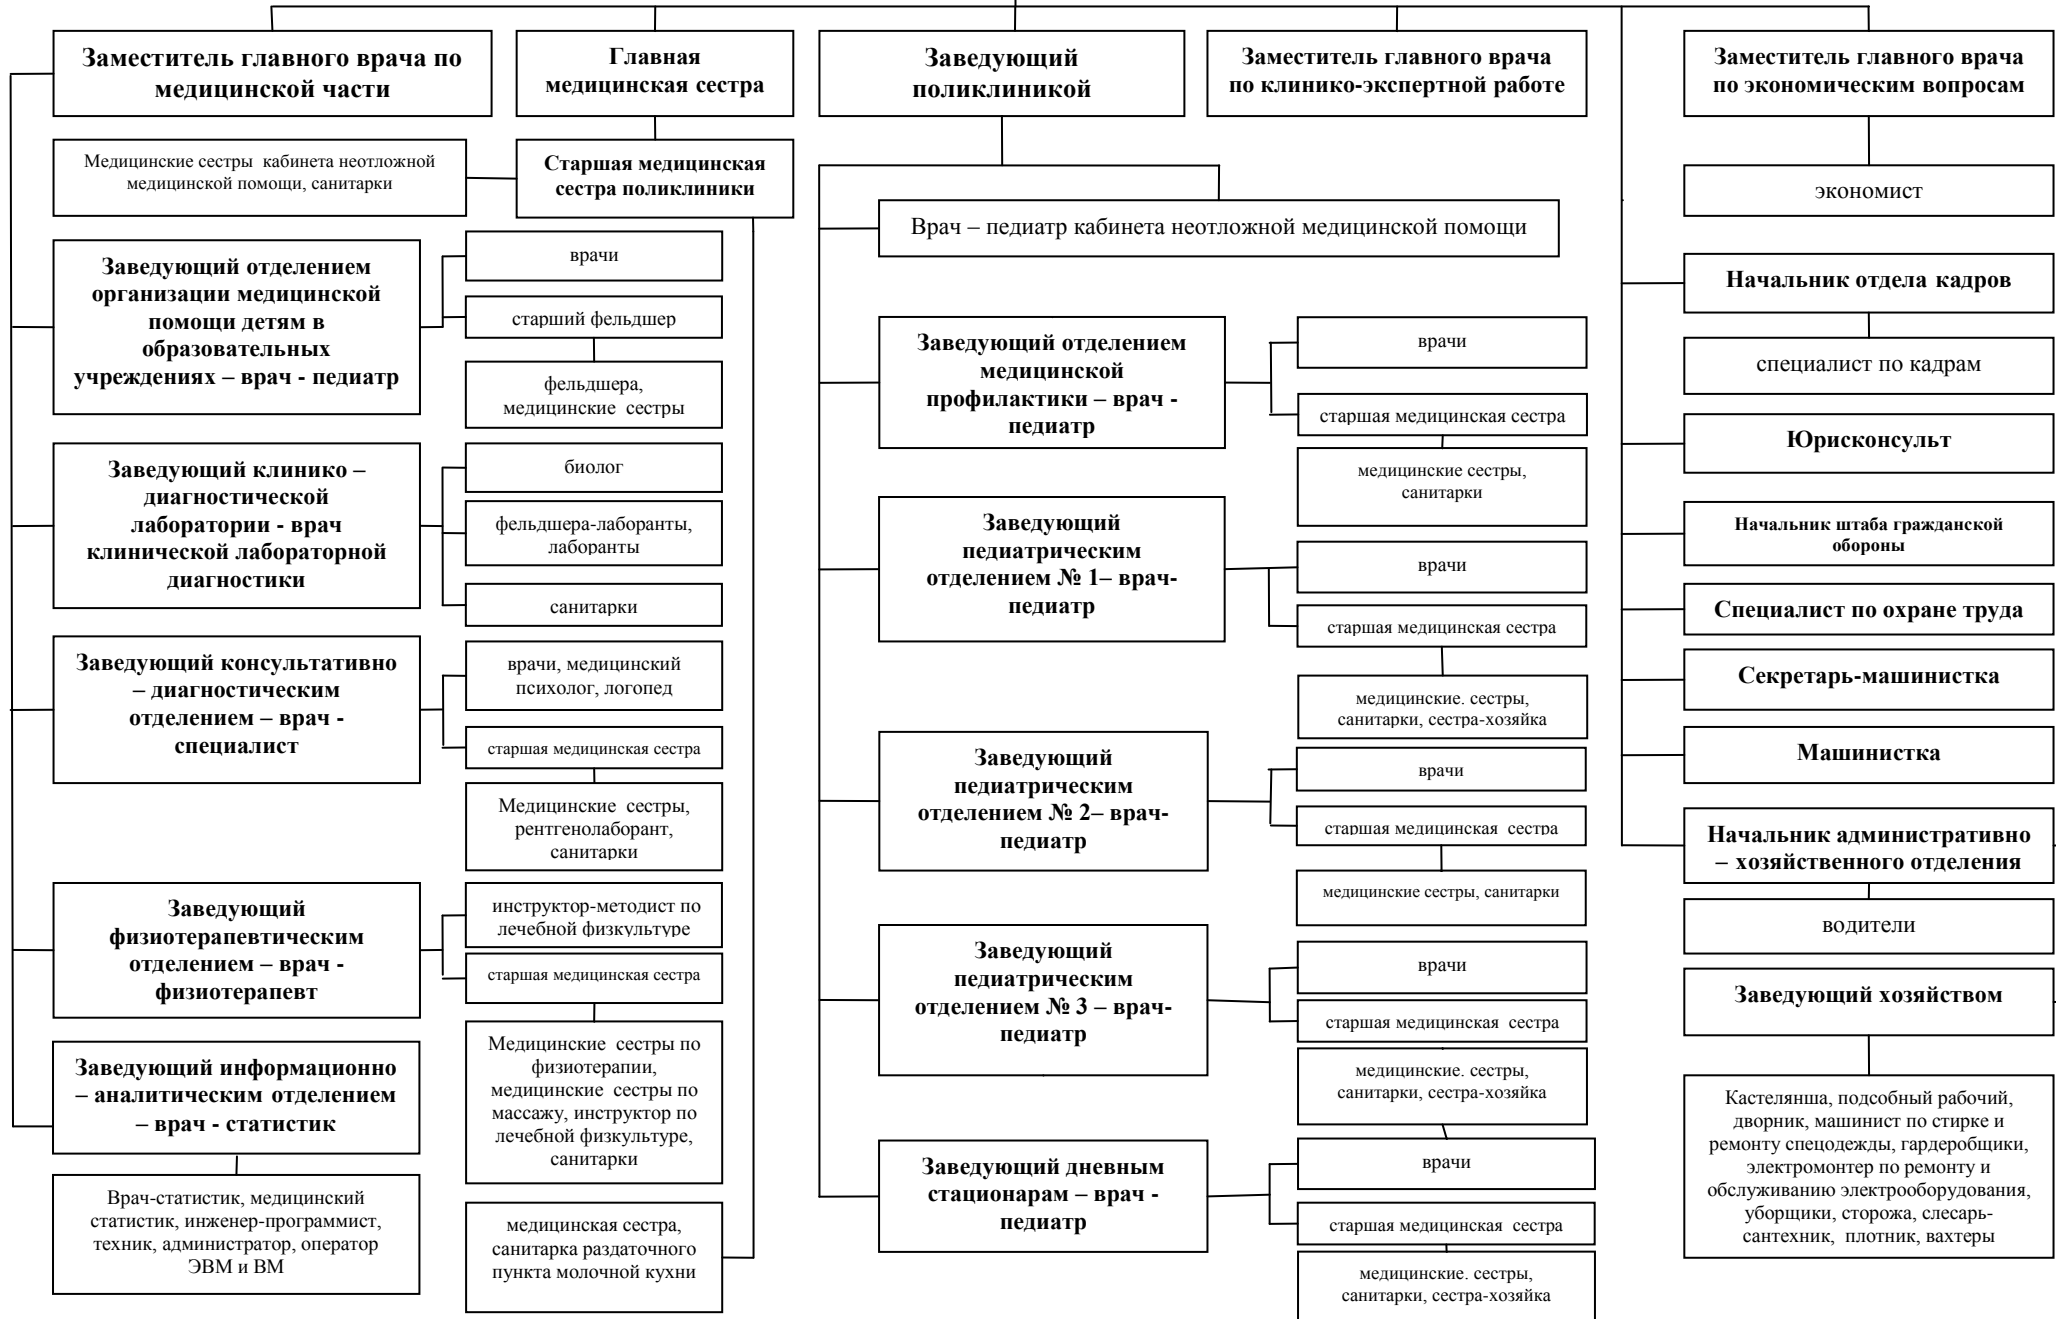 Заместитель главного врача по
медицинской части
Главная
медицинская сестра
Заведующий
поликлиникой
Заместитель главного врача
по клинико-экспертной работе
Заместитель главного врача
по экономическим вопросам
Медицинские сестры кабинета неотложной
медицинской помощи, санитарки
Старшая медицинская
сестра поликлиники
Врач – педиатр кабинета неотложной медицинской помощи
экономист
Заведующий отделением
организации медицинской
помощи детям в
образовательных
учреждениях – врач - педиатр
врачи
старший фельдшер
фельдшера,
медицинские сестры
Заведующий клинико –
диагностической
лаборатории - врач
клинической лабораторной
диагностики
биолог
фельдшера-лаборанты,
лаборанты
санитарки
Заведующий консультативно
– диагностическим
отделением – врач -
специалист
врачи, медицинский
психолог, логопед
старшая медицинская сестра
Медицинские сестры,
рентгенолаборант,
санитарки
Заведующий
физиотерапевтическим
отделением – врач -
физиотерапевт
инструктор-методист по
лечебной физкультуре
старшая медицинская сестра
Медицинские сестры по
физиотерапии,
медицинские сестры по
массажу, инструктор по
лечебной физкультуре,
санитарки
Заведующий информационно
– аналитическим отделением
– врач - статистик
Врач-статистик, медицинский
статистик, инженер-программист,
техник, администратор, оператор
ЭВМ и ВМ
медицинская сестра,
санитарка раздаточного
пункта молочной кухни
Заведующий отделением
медицинской
профилактики – врач -
педиатр
врачи
старшая медицинская сестра
медицинские сестры,
санитарки
Заведующий
педиатрическим
отделением № 1– врач-
педиатр
врачи
старшая медицинская сестра
медицинские. сестры,
санитарки, сестра-хозяйка
Заведующий
педиатрическим
отделением № 2– врач-
педиатр
врачи
старшая медицинская сестра
медицинские сестры, санитарки
Заведующий
педиатрическим
отделением № 3 – врач-
педиатр
врачи
старшая медицинская сестра
медицинские. сестры,
санитарки, сестра-хозяйка
Заведующий дневным
стационарам – врач -
педиатр
врачи
старшая медицинская сестра
медицинские. сестры,
санитарки, сестра-хозяйка
Начальник отдела кадров
специалист по кадрам
Юрисконсульт
Начальник штаба гражданской
обороны
Специалист по охране труда
Секретарь-машинистка
Машинистка
Начальник административно
– хозяйственного отделения
водители
Заведующий хозяйством
Кастелянша, подсобный рабочий,
дворник, машинист по стирке и
ремонту спецодежды, гардеробщики,
электромонтер по ремонту и
обслуживанию электрооборудования,
уборщики, сторожа, слесарь-
сантехник, плотник, вахтеры